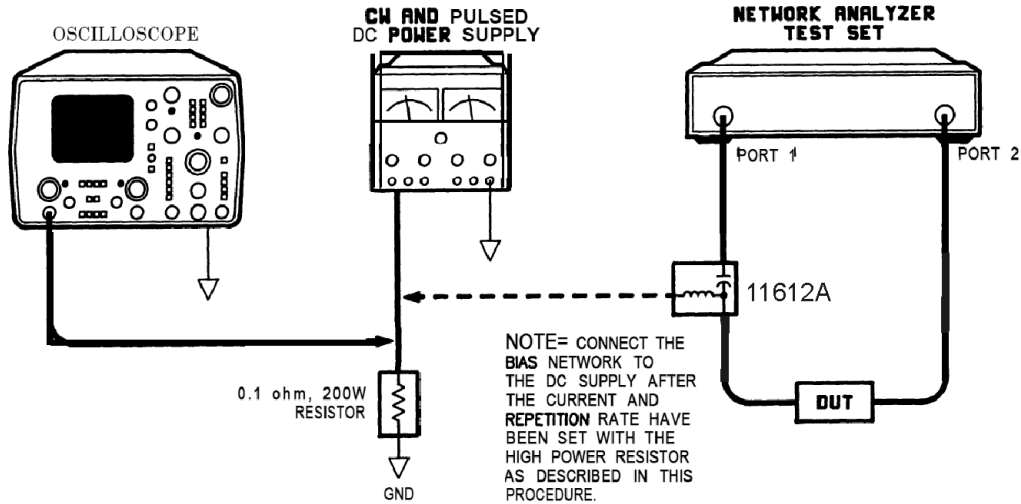 OSCILLOSCOPE
CW AND PULSED
DC POWER SUPPLY
NETWORK ANALYZER
TEST SET
PORT 1
PORT 2
11612A
0.1 ohm, 200W
RESISTOR
GND
NOTE= CONNECT THE
BIAS NETWORK TO
THE DC SUPPLY AFTER
THE CURRENT AND
REPETITION RATE HAVE
BEEN SET WITH THE
HIGH POWER RESISTOR
AS DESCRIBED IN THIS
PROCEDURE.
DUT